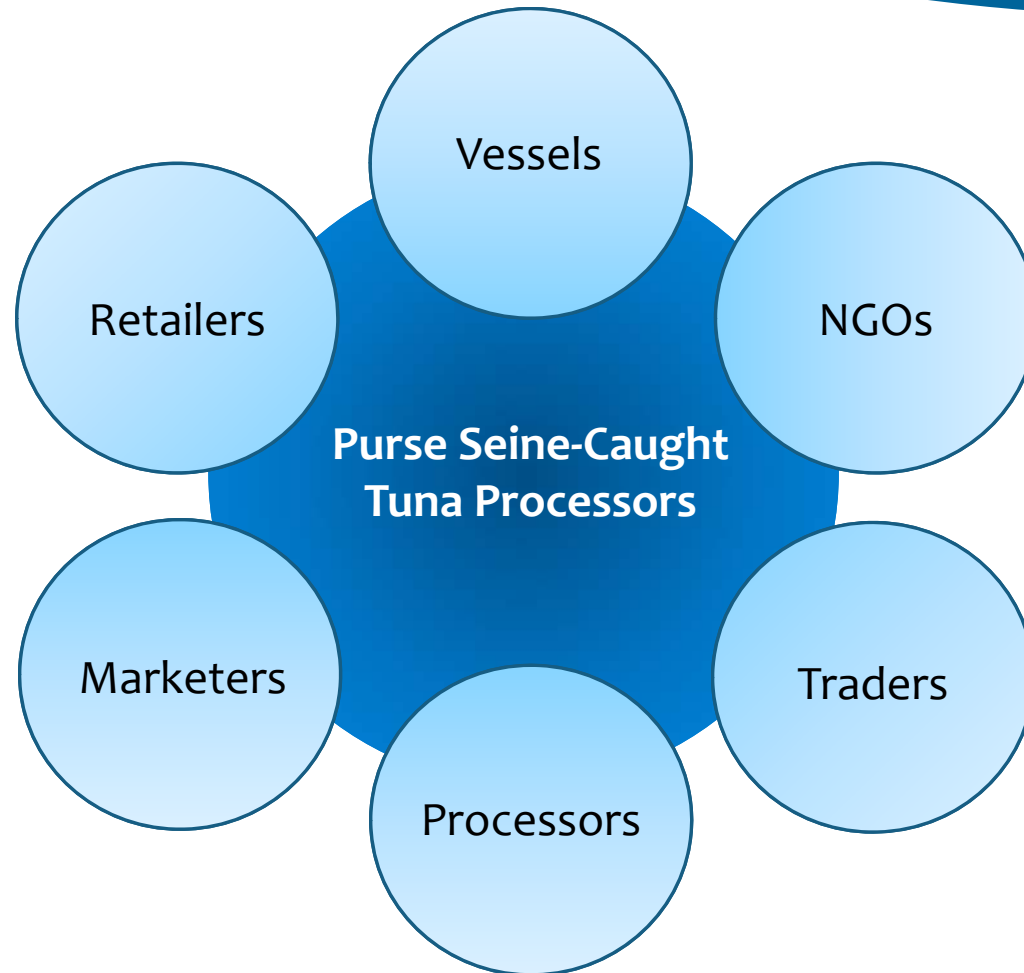 Vessels
Retailers
NGOs
Purse Seine-Caught
Tuna Processors
Marketers
Traders
Processors